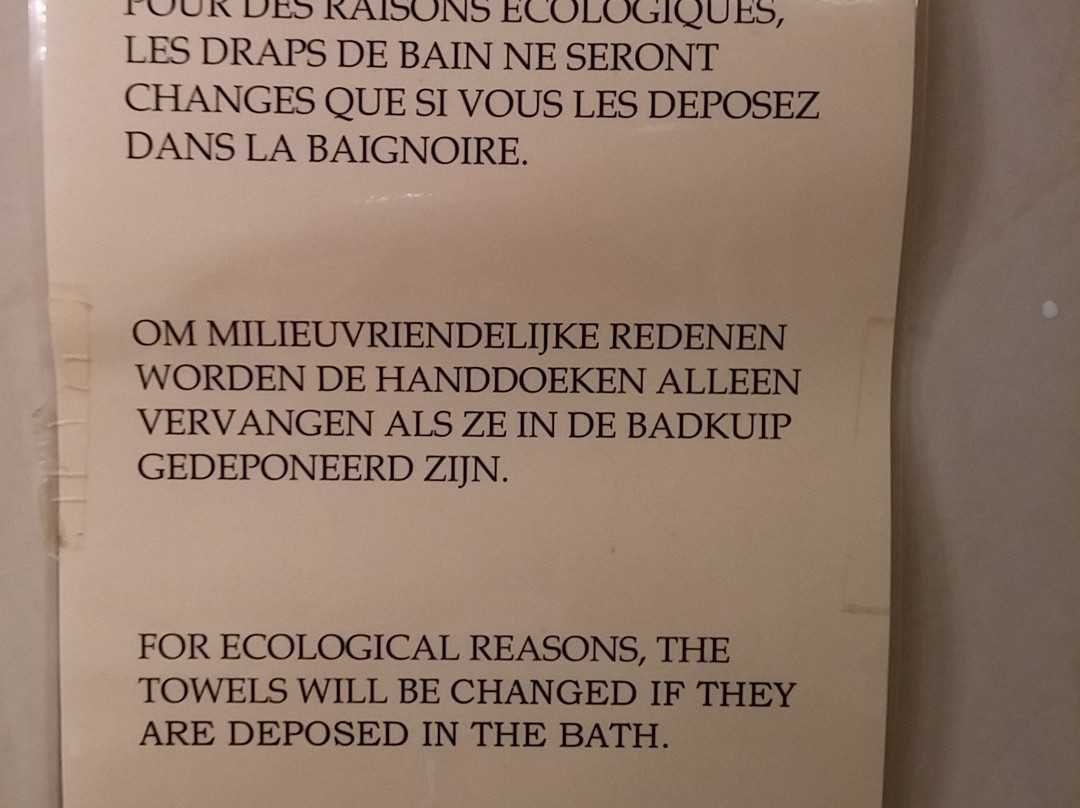 POUR DES RAISONS ECOLOGIQUES,
LES DRAPS DE BAIN NE SERONT
CHANGES QUE SI VOUS LES DEPOSEZ
DANS LA BAIGNOIRE.
OM MILIEUVRIENDELIJKE REDENEN
WORDEN DE HANDDOEKEN ALLEEN
VERVANGEN ALS ZE IN DE BADKUIP
GEDEPONEERD ZIJN.
FOR ECOLOGICAL REASONS, THE
TOWELS WILL BE CHANGED IF THEY
ARE DEPOSED IN THE BATH.